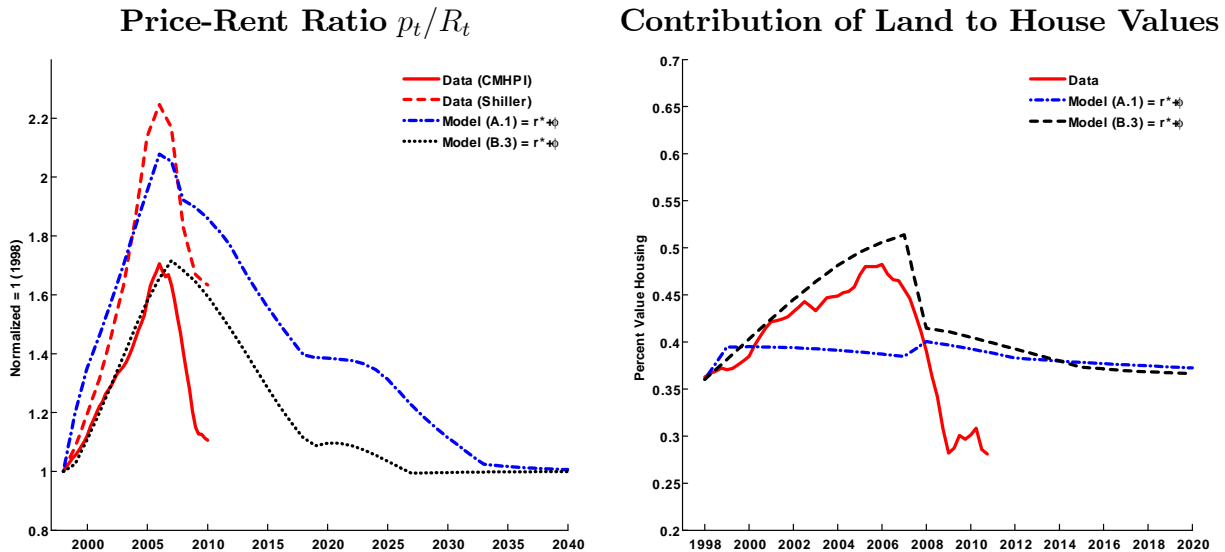 Price-Rent Ratio pₜ/Rₜ
Normalized = 1 (1998)
2.2
2
1.8
1.6
1.4
1.2
1
0.8
2000 2005 2010 2015 2020 2025 2030 2035 2040
Data (CMHPI)
Data (Shiller)
Model (A.1) = r*+ϕ
Model (B.3) = r*+ϕ
Contribution of Land to House Values
Percent Value Housing
0.7
0.65
0.6
0.55
0.5
0.45
0.4
0.35
0.3
0.25
0.2
1998 2000 2002 2004 2006 2008 2010 2012 2014 2016 2018 2020
Data
Model (A.1) = r*+ϕ
Model (B.3) = r*+ϕ